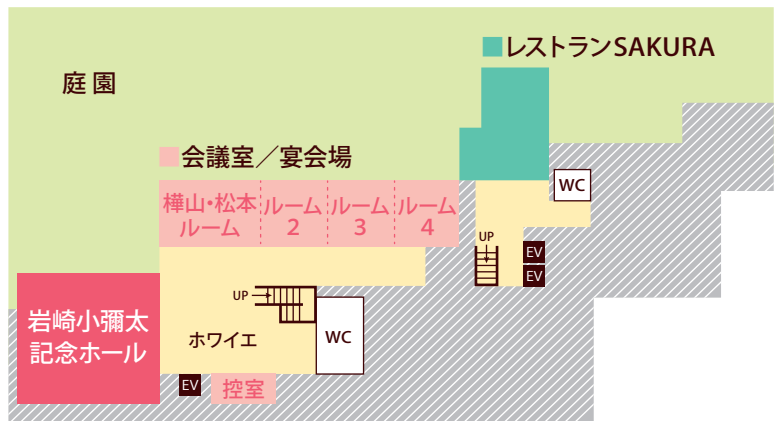 レストランSAKURA
庭園
会議室／宴会場
樺山・松本
ルーム
ルーム
2
ルーム
3
ルーム
4
WC
UP
EV
EV
UP
岩崎小彌太
記念ホール
ホワイエ
WC
EV
控室